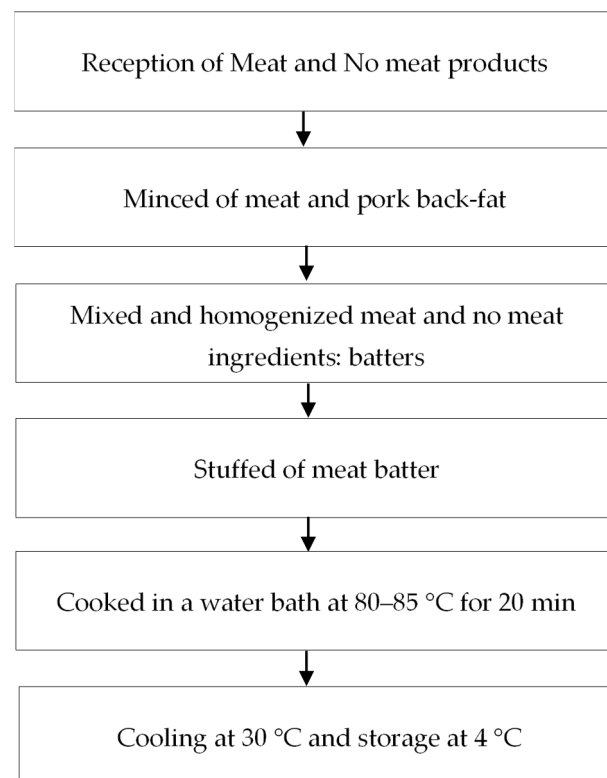 Reception of Meat and No meat products
Minced of meat and pork back-fat
Mixed and homogenized meat and no meat
ingredients: batters
Stuffed of meat batter
Cooked in a water bath at 80–85 °C for 20 min
Cooling at 30 °C and storage at 4 °C